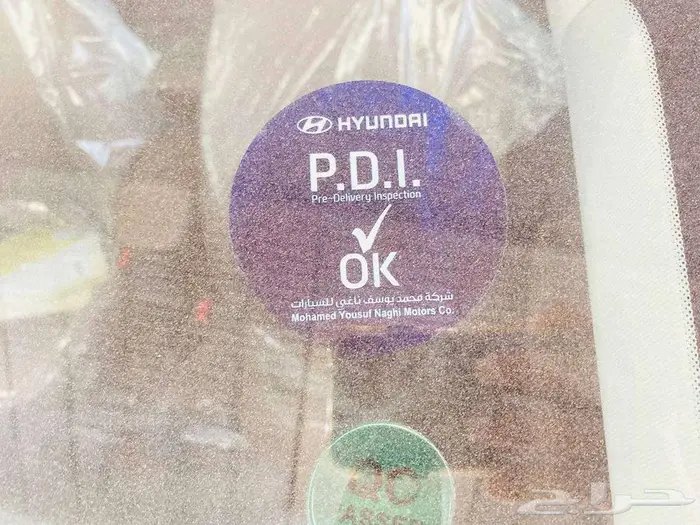 HYUNDAI
P.D.I.
Pre-Delivery Inspection
OK
شركة محمد يوسف ناغي للسيارات
Mohamed Yousuf Naghi Motors Co.
QC
حراج